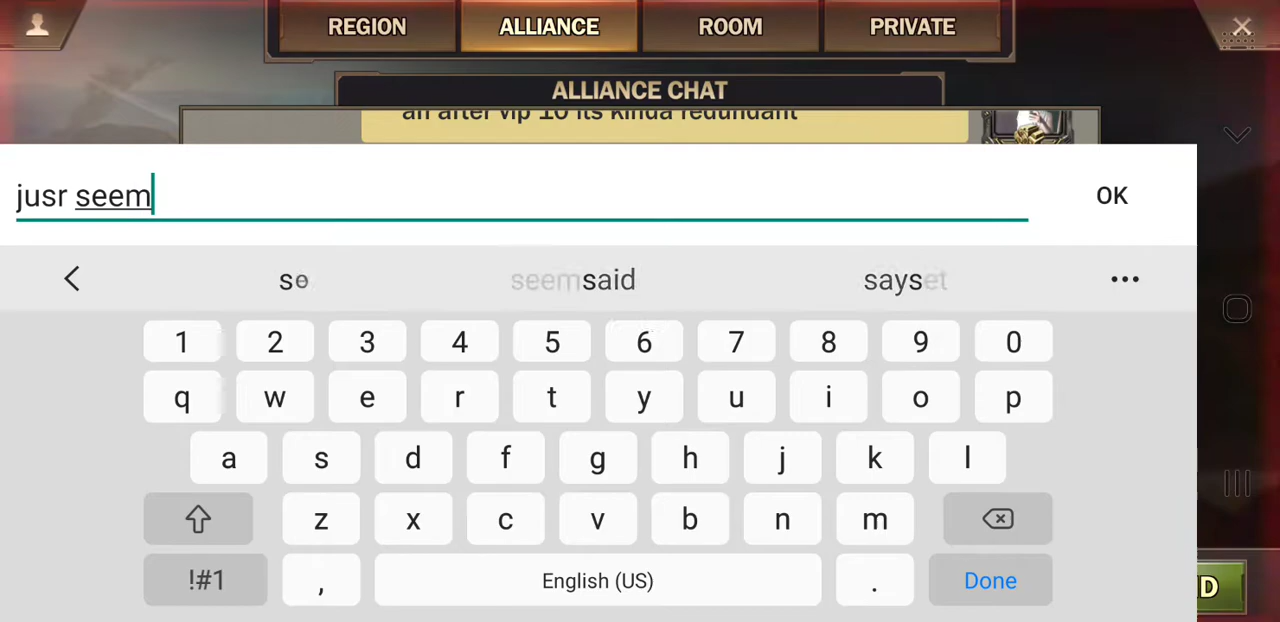 REGION ALLIANCE ROOM PRIVATE
ALLIANCE CHAT
an after vip 10 its kinda redundant
jusr seem OK
said says
1 2 3 4 5 6 7 8 9 0
q w e r t y u i o p
a s d f g h j k l
z x c v b n m
!#1 , English (US) . Done